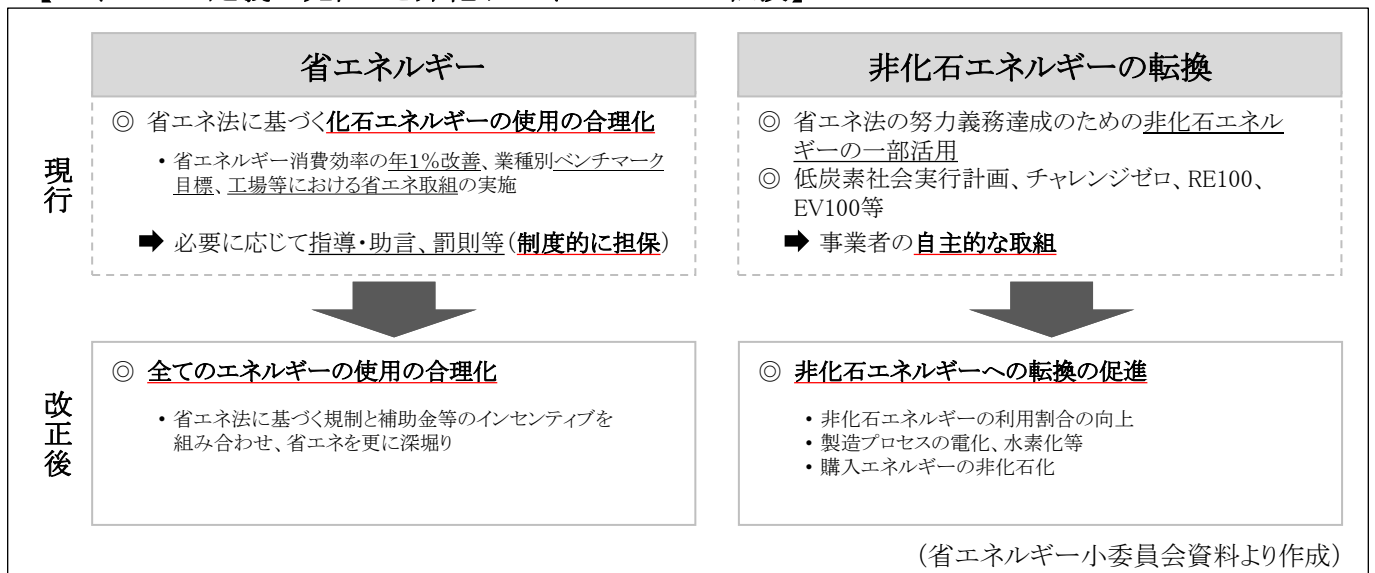 省エネルギー
非化石エネルギーの転換
現行
◎ 省エネ法に基づく化石エネルギーの使用の合理化
・省エネルギー消費効率の年1%改善、業種別ベンチマーク
目標、工場等における省エネ取組の実施
➡ 必要に応じて指導・助言、罰則等(制度的に担保)
◎ 省エネ法の努力義務達成のための非化石エネル
ギーの一部活用
◎ 低炭素社会実行計画、チャレンジゼロ、RE100、
EV100等
➡ 事業者の自主的な取組
改正後
◎ 全てのエネルギーの使用の合理化
・省エネ法に基づく規制と補助金等のインセンティブを
組み合わせ、省エネを更に深堀り
◎ 非化石エネルギーへの転換の促進
• 非化石エネルギーの利用割合の向上
• 製造プロセスの電化、水素化等
• 購入エネルギーの非化石化
(省エネルギー小委員会資料より作成)